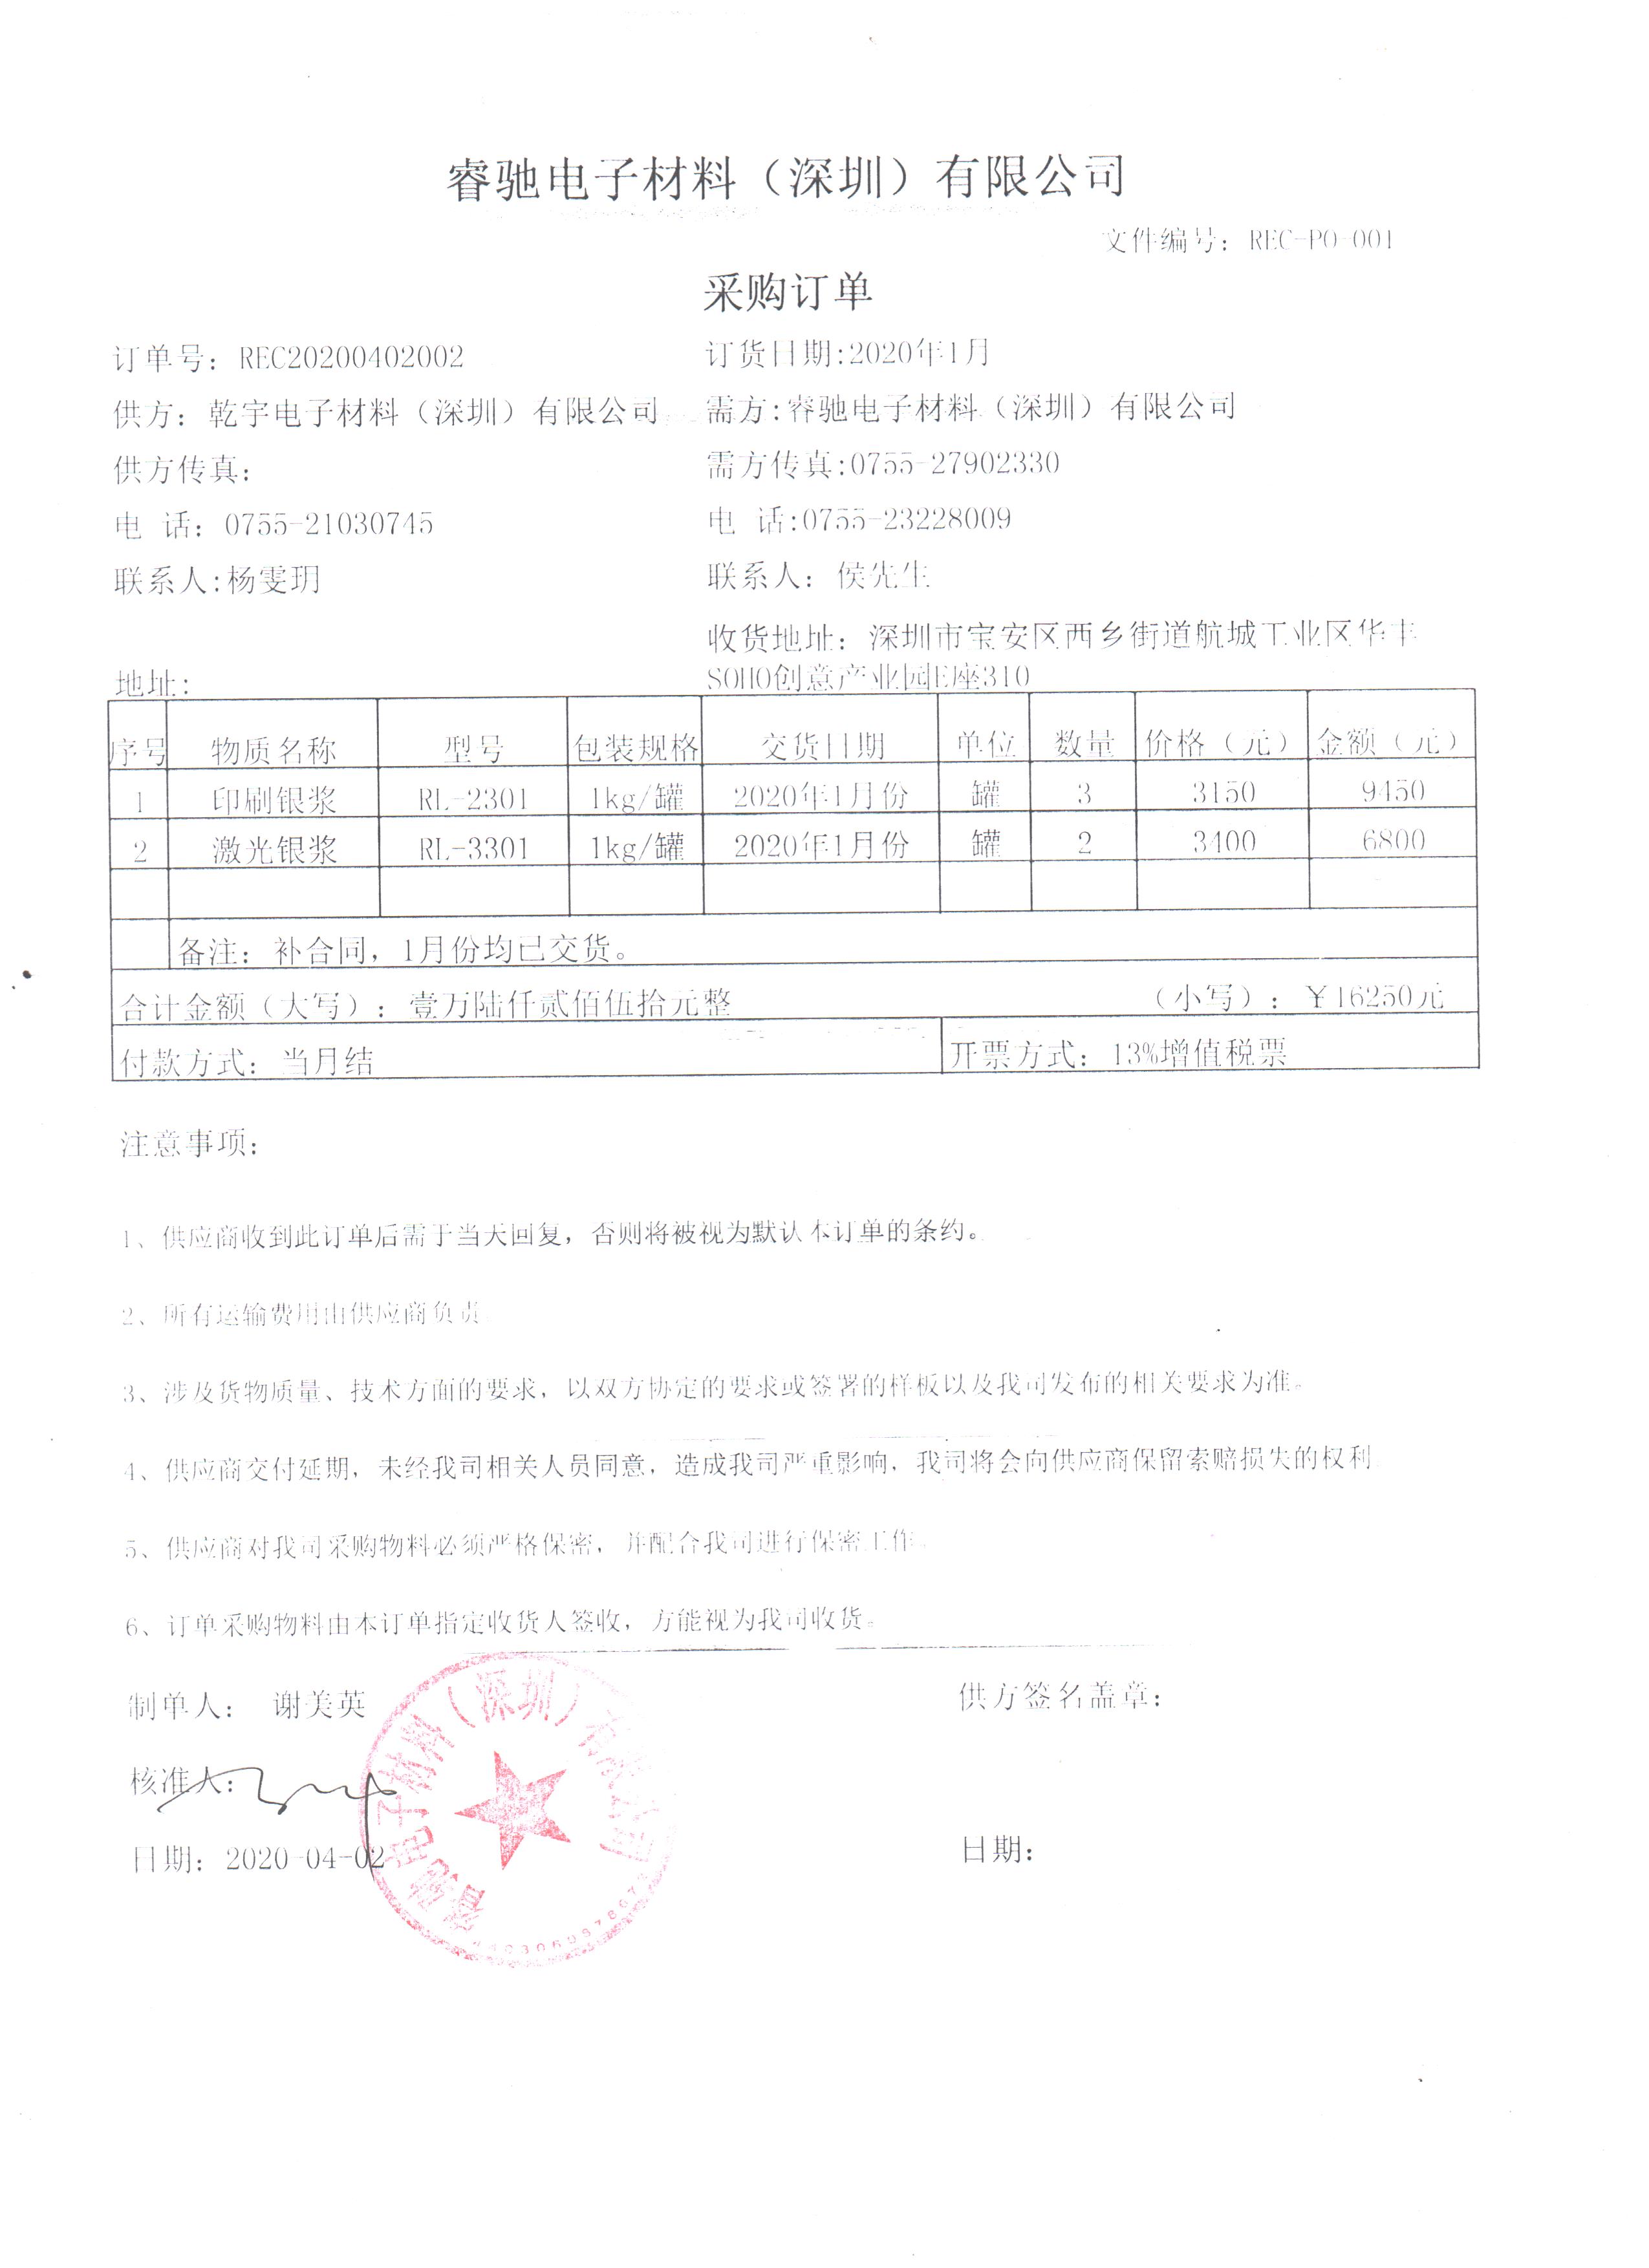 睿驰电子材料（深圳）有限公司
文件编号：REC-PO-001
采购订单
订单号：REC20200402002 订货日期:2020年1月
供方：乾宇电子材料（深圳）有限公司 需方:睿驰电子材料（深圳）有限公司
供方传真： 需方传真:0755-27902330
电 话：0755-21030745 电 话:0755-23228009
联系人:杨雯玥 联系人：侯先生
收货地址：深圳市宝安区西乡街道航城工业区华丰
地址: SOHO创意产业园E座310
序号 物质名称 型号 包装规格 交货日期 单位 数量 价格（元） 金额（元）
1 印刷银浆 RL-2301 1kg/罐 2020年1月份 罐 3 3150 9450
2 激光银浆 RL-3301 1kg/罐 2020年1月份 罐 2 3400 6800
备注：补合同，1月份均已交货。
合计金额（大写）：壹万陆仟贰佰伍拾元整 （小写）：￥16250元
付款方式：当月结 开票方式：13%增值税票
注意事项：
1、供应商收到此订单后需于当天回复，否则将被视为默认本订单的条约。
2、所有运输费用由供应商负责。
3、涉及货物质量、技术方面的要求，以双方协定的要求或签署的样板以及我司发布的相关要求为准。
4、供应商交付延期，未经我司相关人员同意，造成我司严重影响，我司将会向供应商保留索赔损失的权利
5、供应商对我司采购物料必须严格保密，并配合我司进行保密工作。
6、订单采购物料由本订单指定收货人签收，方能视为我司收货。
制单人： 谢美英 供方签名盖章：
核准人：
日期：2020-04-02 日期：
睿驰电子材料（深圳）有限公司